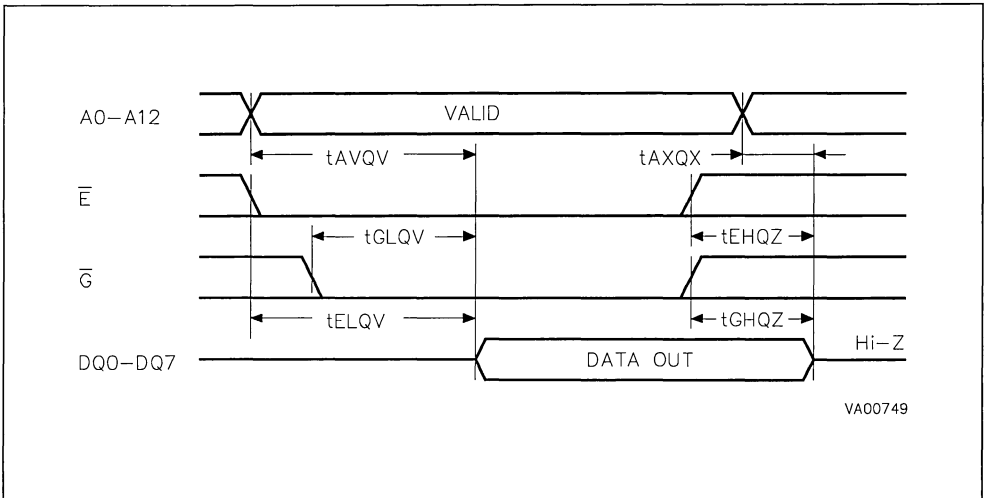 A0-A12
VALID
tAVQV
tAXQX
E̅
tGLQV
tEHQZ
G̅
tELQV
tGHQZ
Hi-Z
DQ0-DQ7
DATA OUT
VA00749